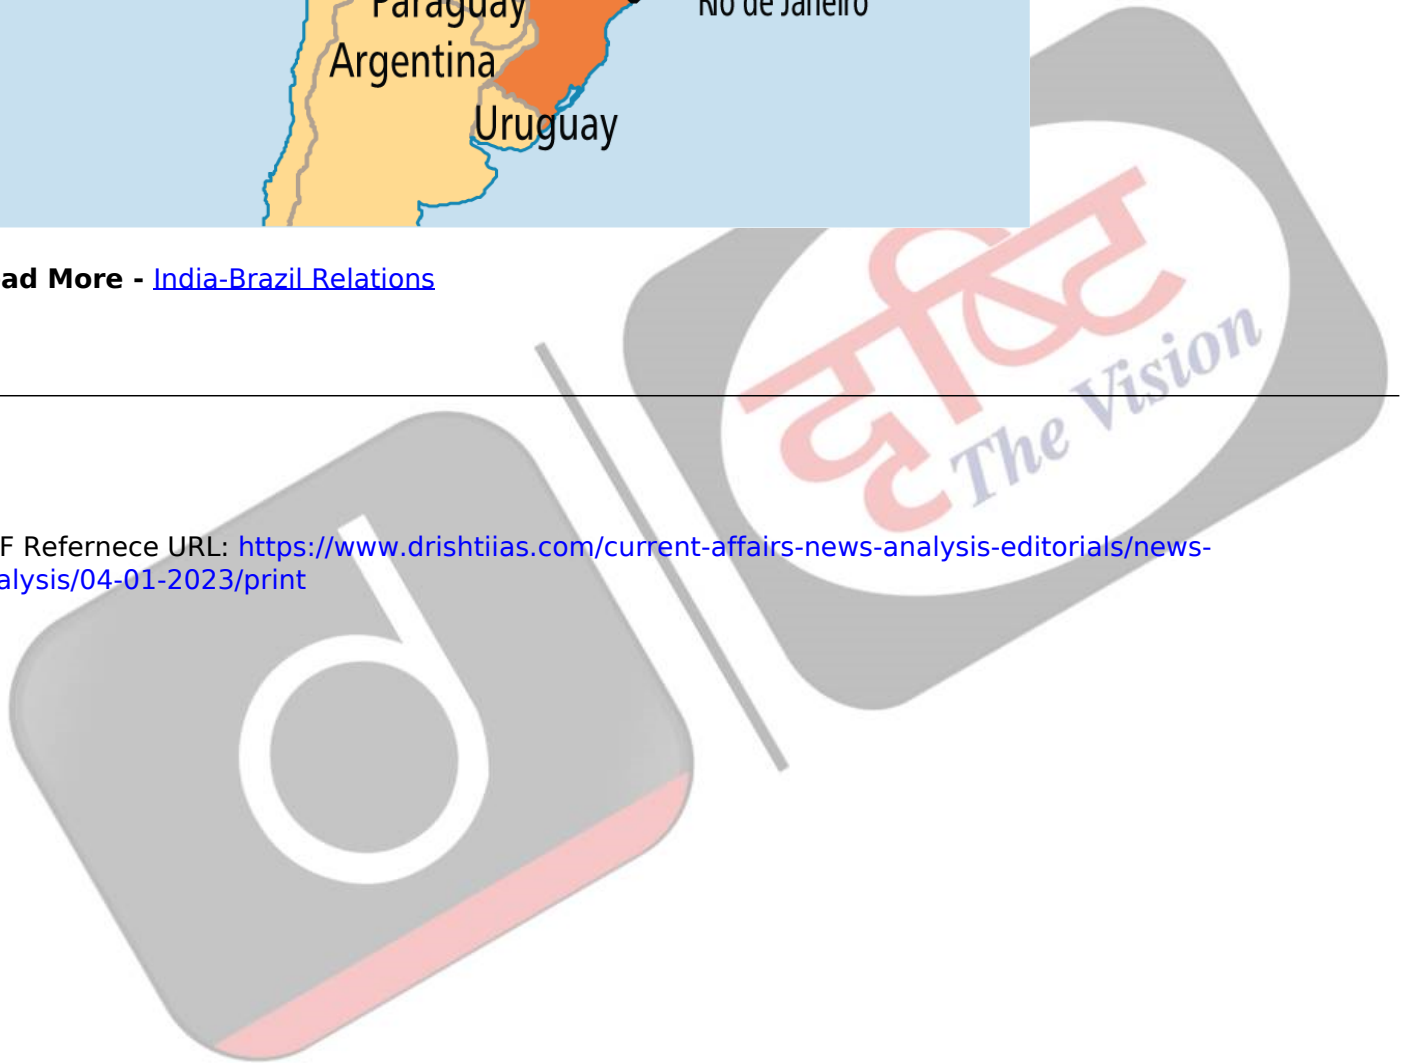 Paraguay
Rio de Janeiro
Argentina
Uruguay
ad More - India-Brazil Relations
दृष्टि
The Vision
F Refernece URL: https://www.drishtiias.com/current-affairs-news-analysis-editorials/news-
alysis/04-01-2023/print
d